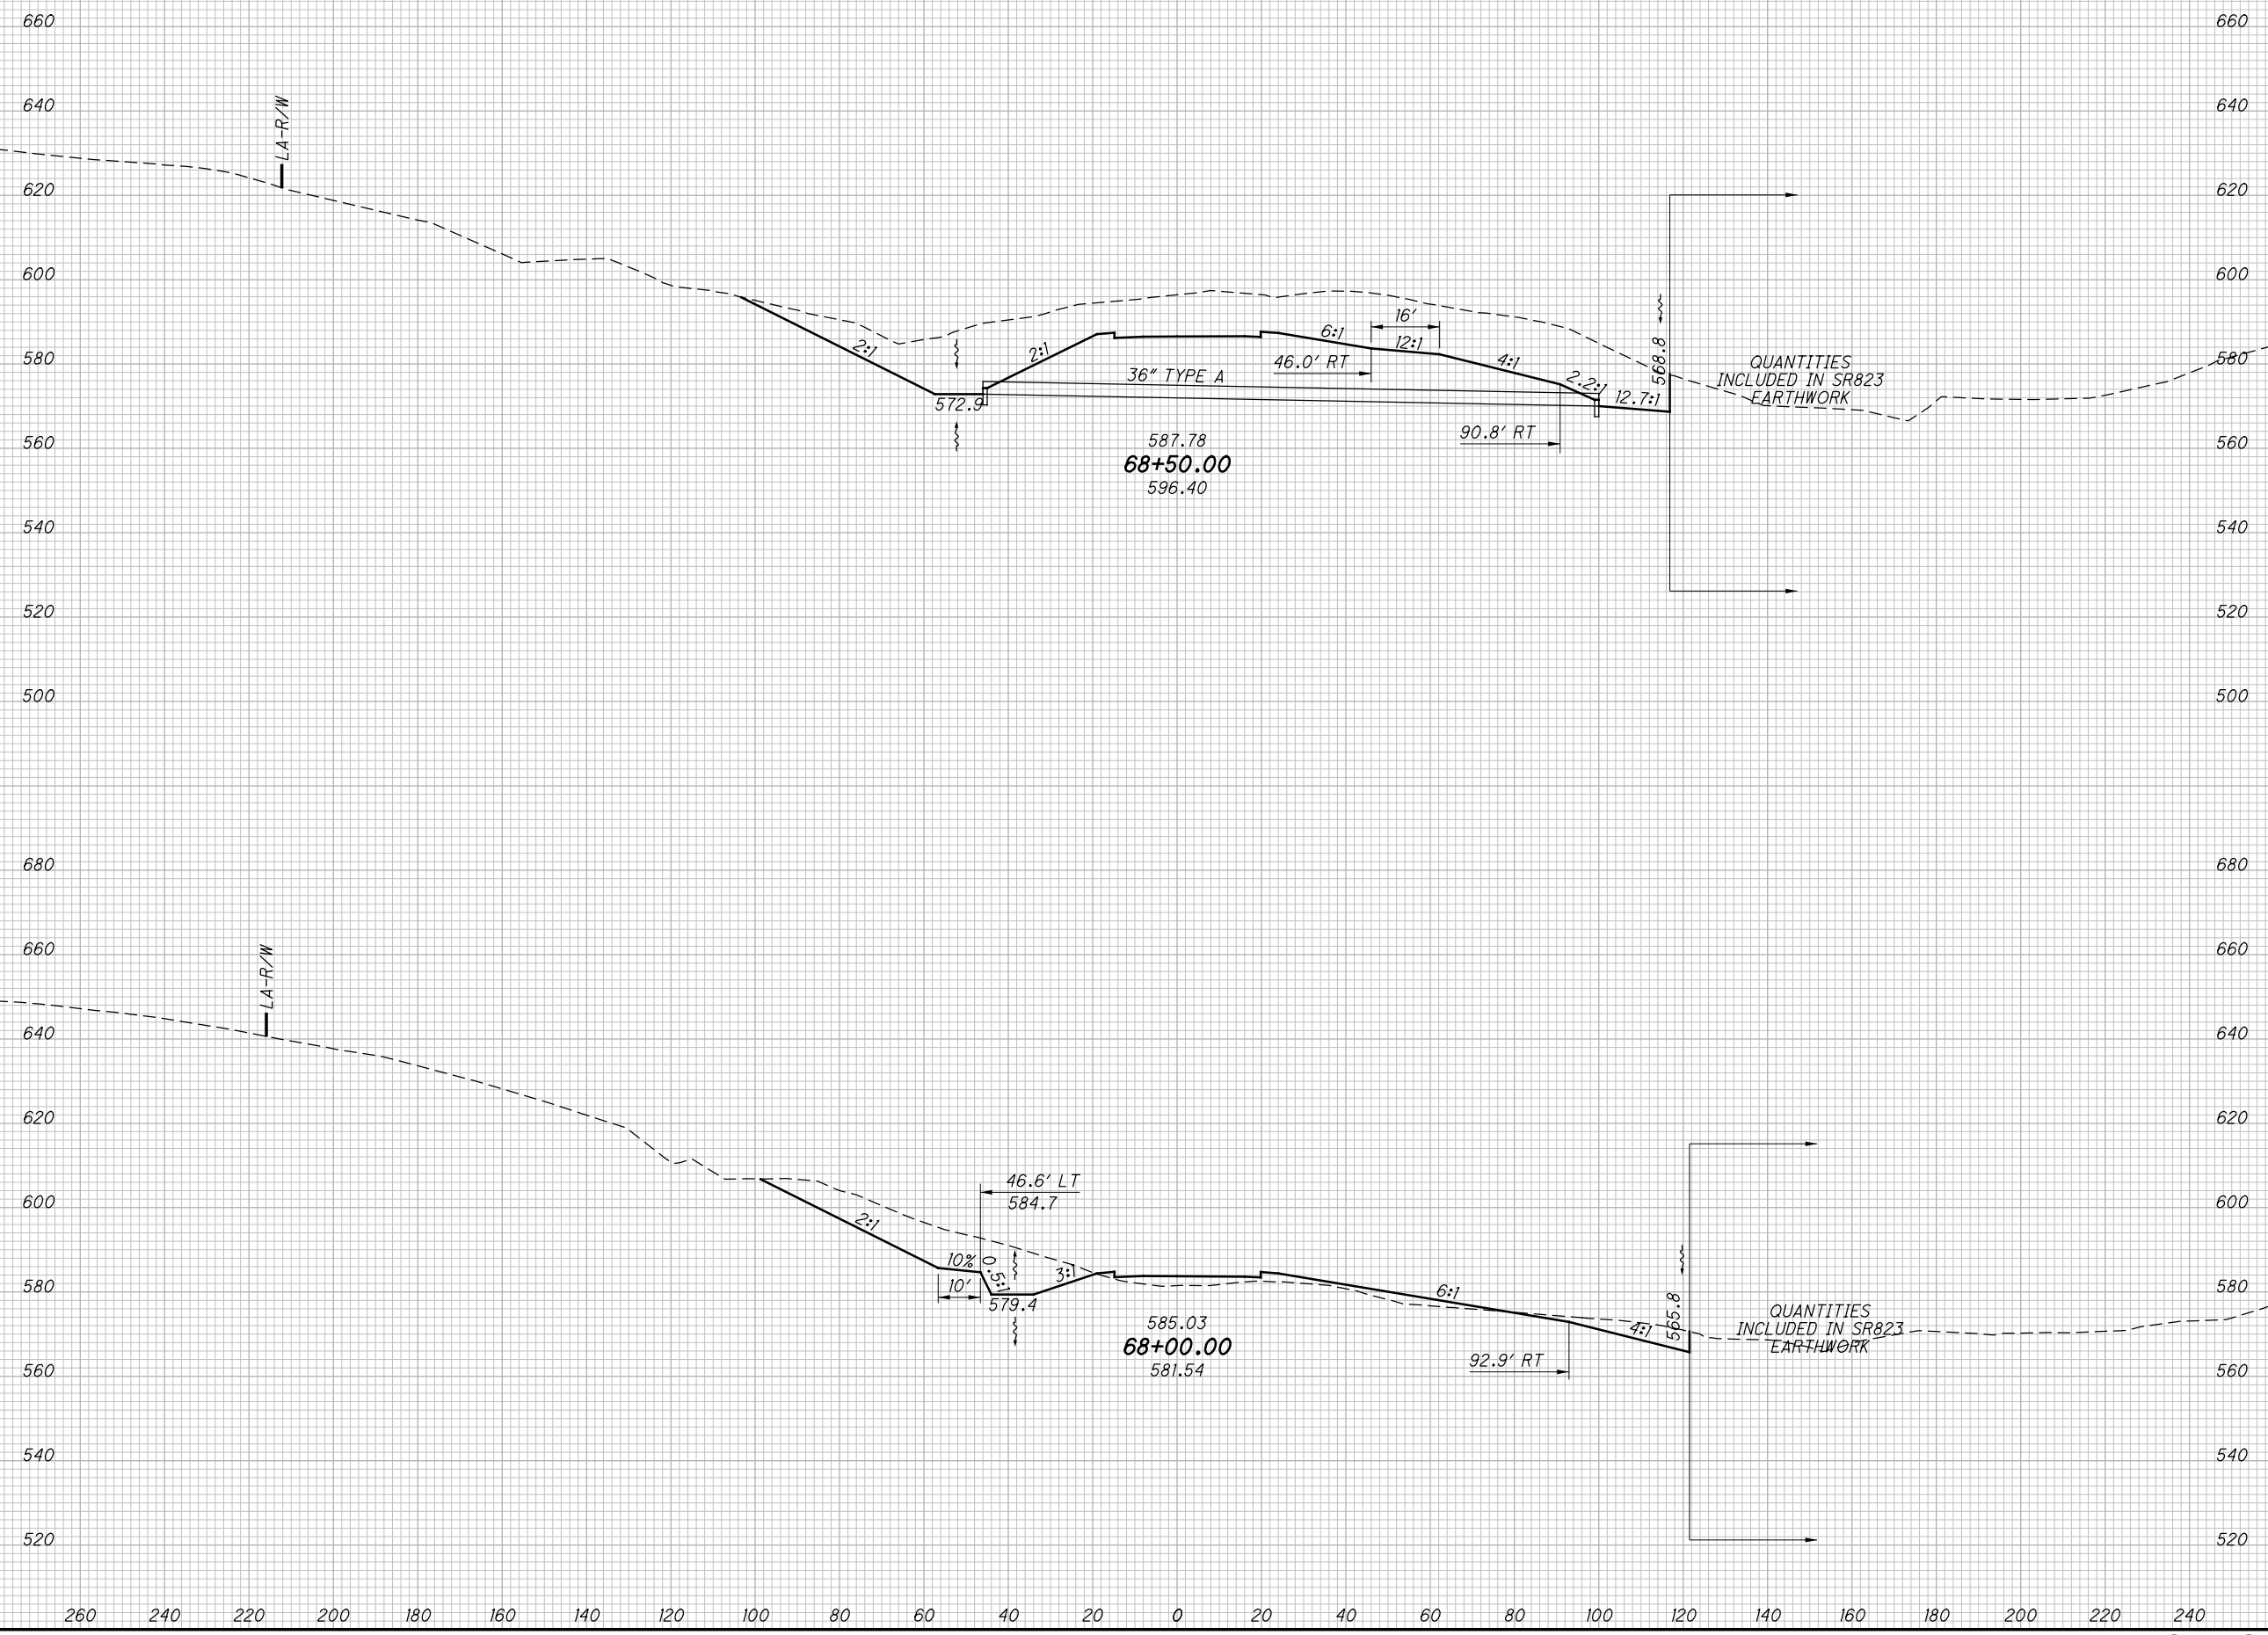 660 660
640 640
LA-R/W
620 620
600 600
16'
6:1 12:1
580 580
2:1 2:1 46.0' RT 4:1 568.8
QUANTITIES
INCLUDED IN SR823
EARTHWORK
36" TYPE A 2.2:1
572.9 12.7:1
90.8' RT
560 560
587.78
68+50.00
596.40
540 540
520 520
500 500
680 680
660 660
LA-R/W
640 640
620 620
600 600
46.6' LT
584.7
2:1
10% 0.5:1 3:1
580 580
10'
579.4
6:1 565.8
QUANTITIES
INCLUDED IN SR823
EARTHWORK
4:1
585.03
68+00.00
581.54
92.9' RT
560 560
540 540
520 520
260 240 220 200 180 160 140 120 100 80 60 40 20 0 20 40 60 80 100 120 140 160 180 200 220 240